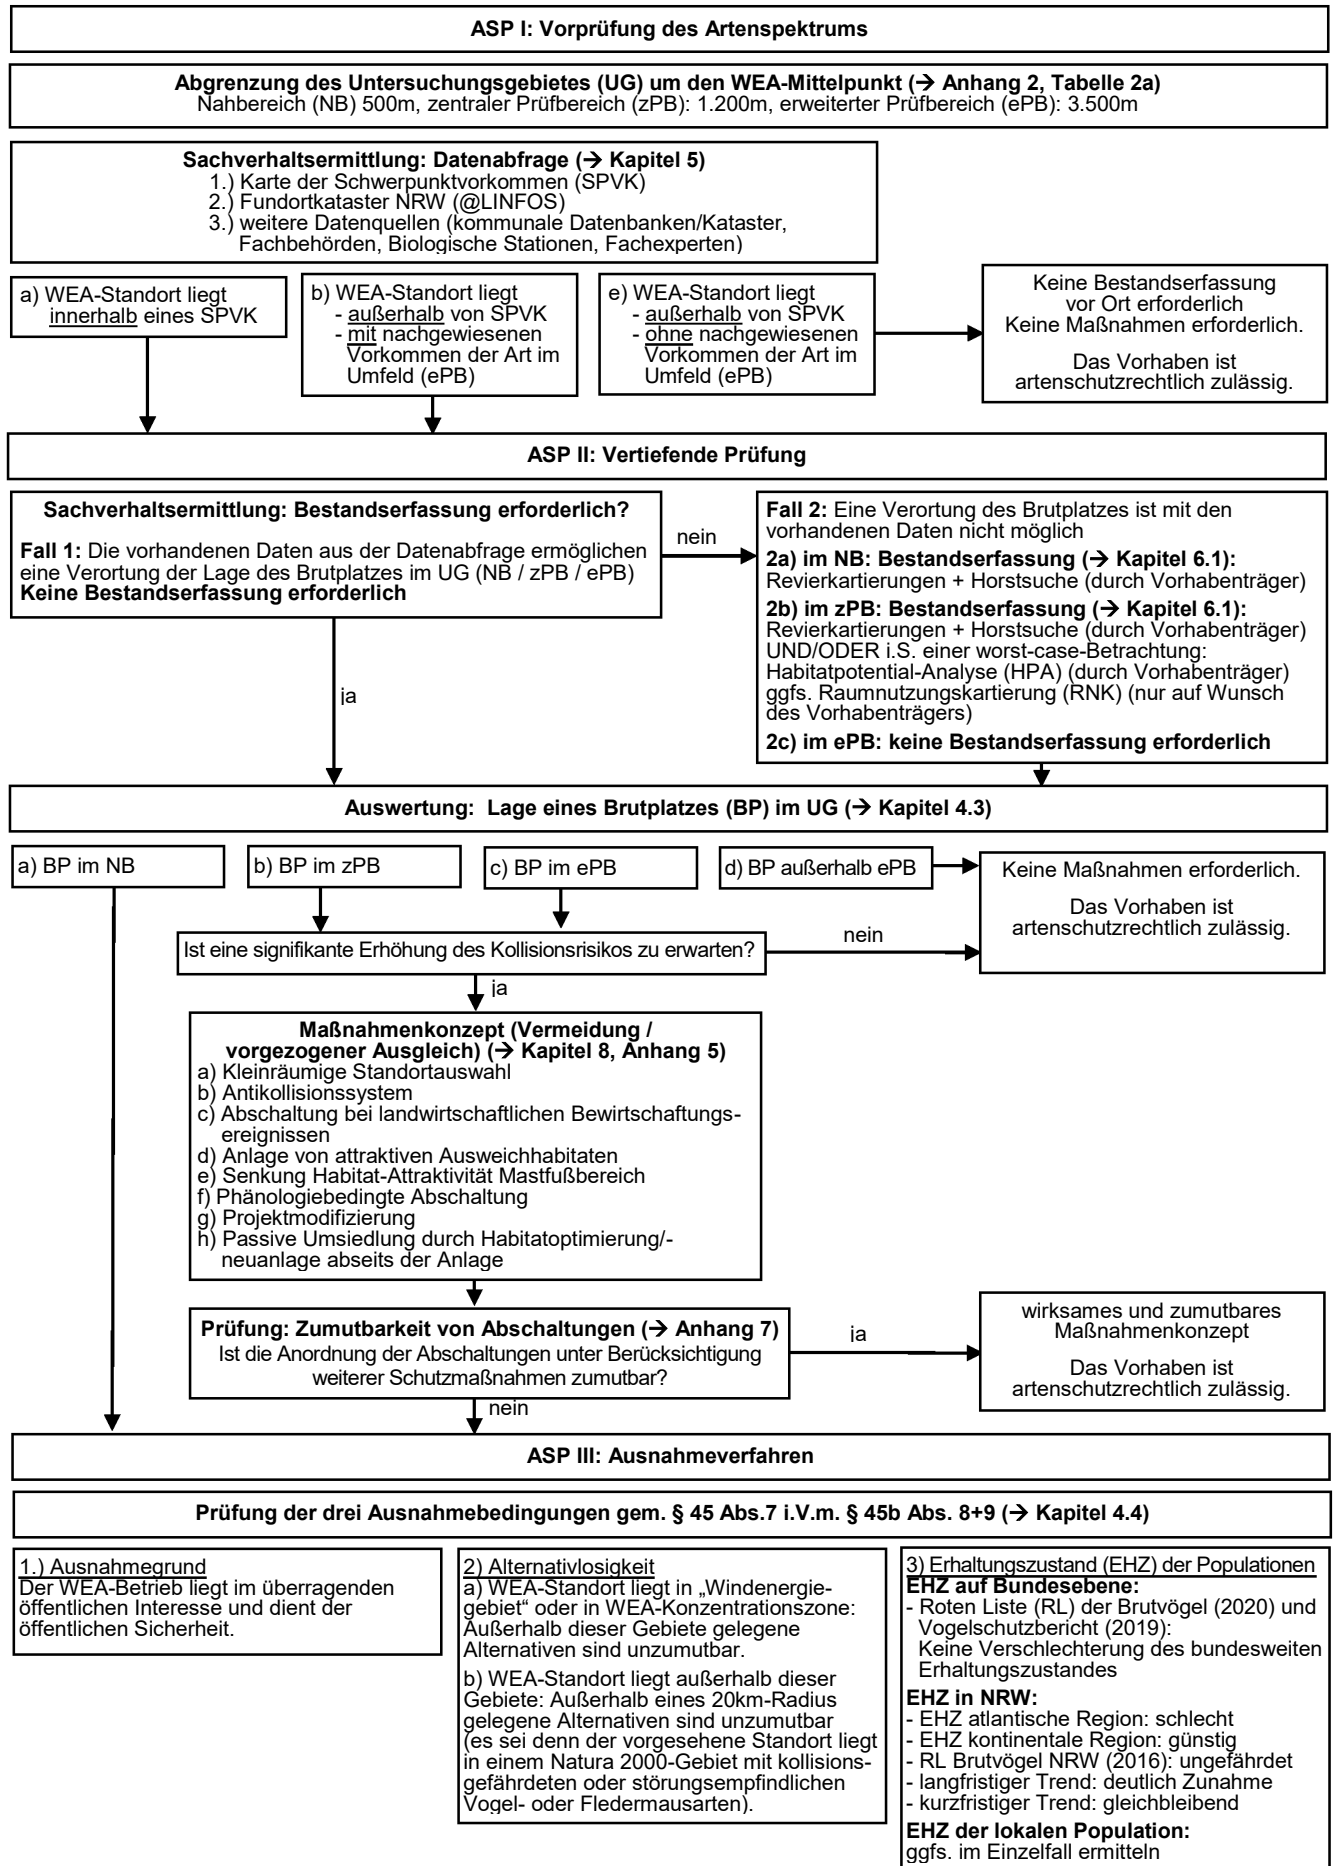 ASP I: Vorprüfung des Artenspektrums
Abgrenzung des Untersuchungsgebietes (UG) um den WEA-Mittelpunkt (→ Anhang 2, Tabelle 2a)
Nahbereich (NB) 500m, zentraler Prüfbereich (zPB): 1.200m, erweiterter Prüfbereich (ePB): 3.500m
Sachverhaltsermittlung: Datenabfrage (→ Kapitel 5)
1.) Karte der Schwerpunktvorkommen (SPVK)
2.) Fundortkataster NRW (@LINFOS)
3.) weitere Datenquellen (kommunale Datenbanken/Kataster,
Fachbehörden, Biologische Stationen, Fachexperten)
a) WEA-Standort liegt
innerhalb eines SPVK
b) WEA-Standort liegt
- außerhalb von SPVK
- mit nachgewiesenen
Vorkommen der Art im
Umfeld (ePB)
e) WEA-Standort liegt
- außerhalb von SPVK
- ohne nachgewiesenen
Vorkommen der Art im
Umfeld (ePB)
Keine Bestandserfassung
vor Ort erforderlich
Keine Maßnahmen erforderlich.
Das Vorhaben ist
artenschutzrechtlich zulässig.
ASP II: Vertiefende Prüfung
Sachverhaltsermittlung: Bestandserfassung erforderlich?
Fall 1: Die vorhandenen Daten aus der Datenabfrage ermöglichen
eine Verortung der Lage des Brutplatzes im UG (NB / zPB / ePB)
Keine Bestandserfassung erforderlich
nein
Fall 2: Eine Verortung des Brutplatzes ist mit den
vorhandenen Daten nicht möglich
2a) im NB: Bestandserfassung (→ Kapitel 6.1):
Revierkartierungen + Horstsuche (durch Vorhabenträger)
2b) im zPB: Bestandserfassung (→ Kapitel 6.1):
Revierkartierungen + Horstsuche (durch Vorhabenträger)
UND/ODER i.S. einer worst-case-Betrachtung:
Habitatpotential-Analyse (HPA) (durch Vorhabenträger)
ggfs. Raumnutzungskartierung (RNK) (nur auf Wunsch
des Vorhabenträgers)
2c) im ePB: keine Bestandserfassung erforderlich
ja
Auswertung: Lage eines Brutplatzes (BP) im UG (→ Kapitel 4.3)
a) BP im NB
b) BP im zPB
c) BP im ePB
d) BP außerhalb ePB
Keine Maßnahmen erforderlich.
Das Vorhaben ist
artenschutzrechtlich zulässig.
Ist eine signifikante Erhöhung des Kollisionsrisikos zu erwarten?
nein
ja
Maßnahmenkonzept (Vermeidung /
vorgezogener Ausgleich) (→ Kapitel 8, Anhang 5)
a) Kleinräumige Standortauswahl
b) Antikollisionssystem
c) Abschaltung bei landwirtschaftlichen Bewirtschaftungs-
ereignissen
d) Anlage von attraktiven Ausweichhabitaten
e) Senkung Habitat-Attraktivität Mastfußbereich
f) Phänologiebedingte Abschaltung
g) Projektmodifizierung
h) Passive Umsiedlung durch Habitatoptimierung/-
neuanlage abseits der Anlage
Prüfung: Zumutbarkeit von Abschaltungen (→ Anhang 7)
Ist die Anordnung der Abschaltungen unter Berücksichtigung
weiterer Schutzmaßnahmen zumutbar?
ja
wirksames und zumutbares
Maßnahmenkonzept
Das Vorhaben ist
artenschutzrechtlich zulässig.
nein
ASP III: Ausnahmeverfahren
Prüfung der drei Ausnahmebedingungen gem. § 45 Abs.7 i.V.m. § 45b Abs. 8+9 (→ Kapitel 4.4)
1.) Ausnahmegrund
Der WEA-Betrieb liegt im überragenden
öffentlichen Interesse und dient der
öffentlichen Sicherheit.
2) Alternativlosigkeit
a) WEA-Standort liegt in „Windenergie-
gebiet“ oder in WEA-Konzentrationszone:
Außerhalb dieser Gebiete gelegene
Alternativen sind unzumutbar.
b) WEA-Standort liegt außerhalb dieser
Gebiete: Außerhalb eines 20km-Radius
gelegene Alternativen sind unzumutbar
(es sei denn der vorgesehene Standort liegt
in einem Natura 2000-Gebiet mit kollisions-
gefährdeten oder störungsempfindlichen
Vogel- oder Fledermausarten).
3) Erhaltungszustand (EHZ) der Populationen
EHZ auf Bundesebene:
- Roten Liste (RL) der Brutvögel (2020) und
Vogelschutzbericht (2019):
Keine Verschlechterung des bundesweiten
Erhaltungszustandes
EHZ in NRW:
- EHZ atlantische Region: schlecht
- EHZ kontinentale Region: günstig
- RL Brutvögel NRW (2016): ungefährdet
- langfristiger Trend: deutlich Zunahme
- kurzfristiger Trend: gleichbleibend
EHZ der lokalen Population:
ggfs. im Einzelfall ermitteln